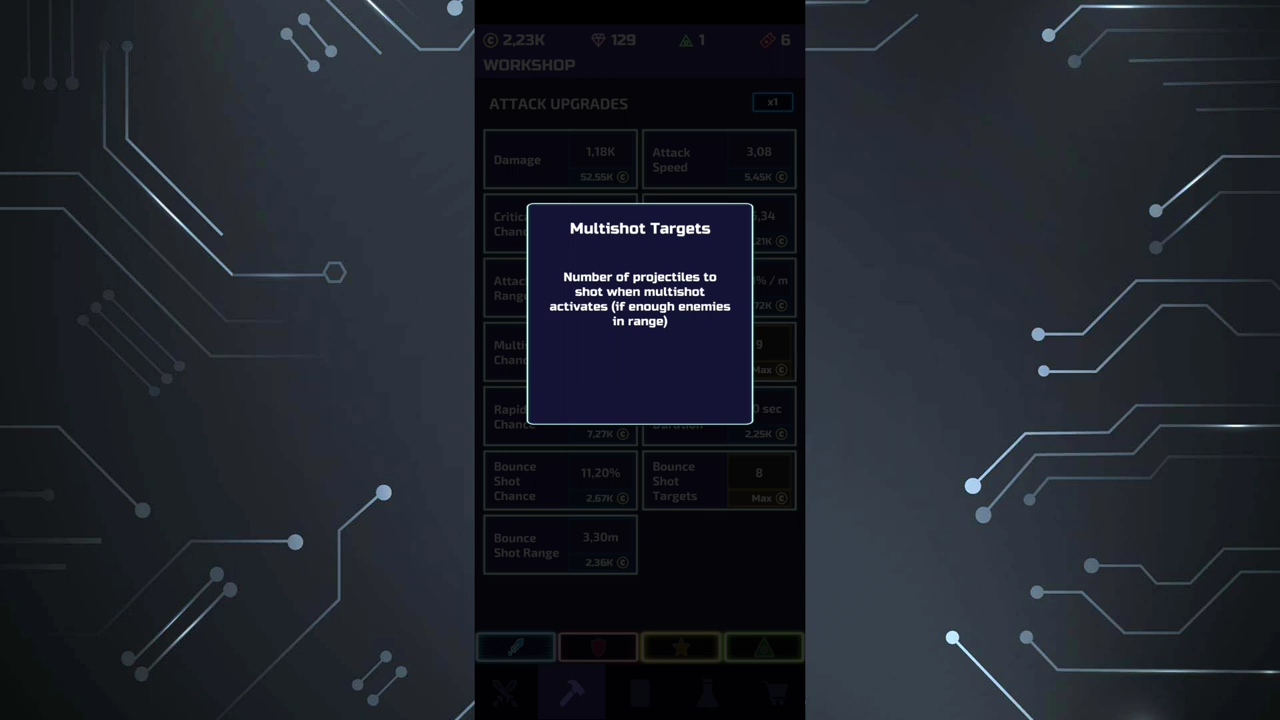 2,23K
129
1
6
WORKSHOP
ATTACK UPGRADES
x1
Damage
1,18K
52,55K
Attack
Speed
3,08
5,45K
Multishot Targets
Number of projectiles to
shot when multishot
activates (if enough enemies
in range)
9
Max
7,27K
sec
2,25K
Bounce
Shot
Chance
11,20%
2,67K
Bounce
Shot
Targets
8
Max
Bounce
Shot Range
3,30m
2,36K